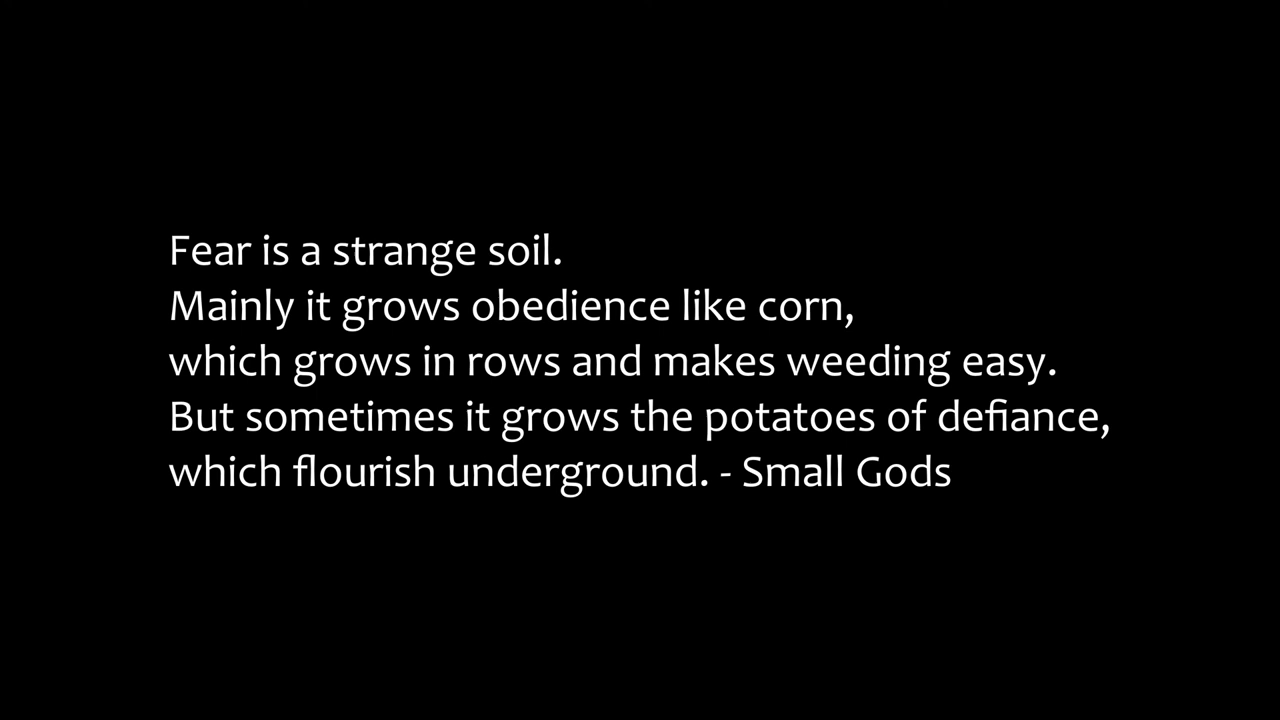 Fear is a strange soil.
Mainly it grows obedience like corn,
which grows in rows and makes weeding easy.
But sometimes it grows the potatoes of defiance,
which flourish underground. - Small Gods